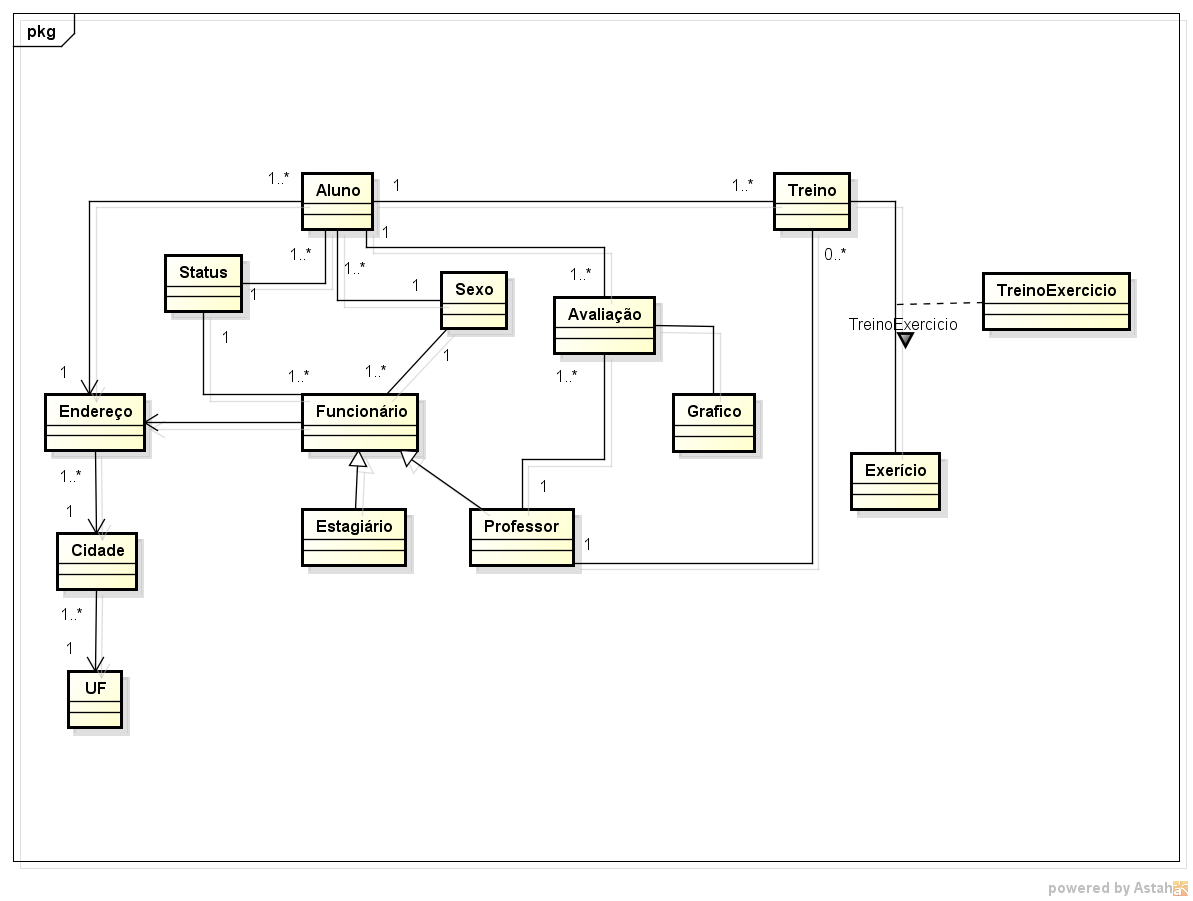 pkg
1..*
Aluno
1
1..*
Treino
1
1..*
1..*
0..*
Status
1
1
Sexo
1..*
TreinoExercicio
Avaliação
TreinoExercicio
1
1
1
1..*
1..*
1..*
Endereço
Funcionário
Grafico
1..*
Exerício
1
1
Estagiário
Professor
1
Cidade
1..*
1
UF
powered by Astah